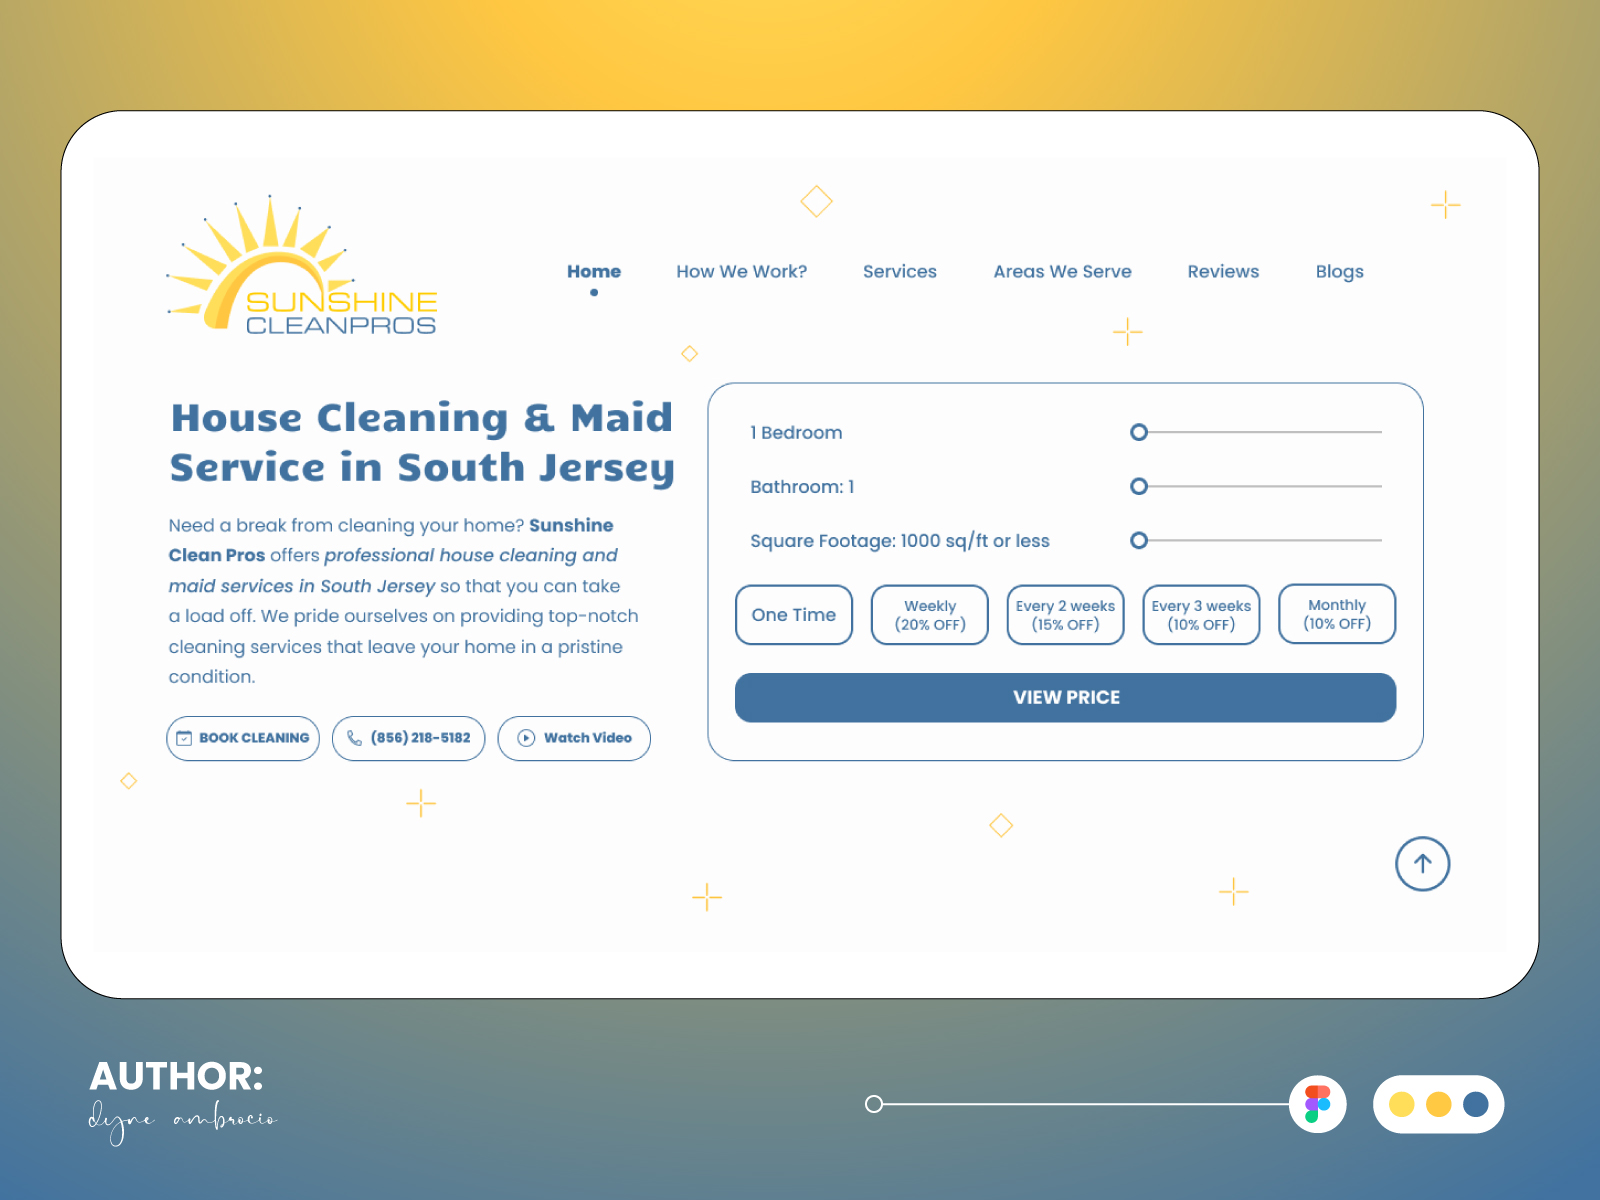 SUNSHINE
CLEANPROS
Home
How We Work?
Services
Areas We Serve
Reviews
Blogs
House Cleaning & Maid
Service in South Jersey
Need a break from cleaning your home? Sunshine
Clean Pros offers professional house cleaning and
maid services in South Jersey so that you can take
a load off. We pride ourselves on providing top-notch
cleaning services that leave your home in a pristine
condition.
BOOK CLEANING
(856) 218-5182
Watch Video
1 Bedroom
Bathroom: 1
Square Footage: 1000 sq/ft or less
One Time
Weekly
(20% OFF)
Every 2 weeks
(15% OFF)
Every 3 weeks
(10% OFF)
Monthly
(10% OFF)
VIEW PRICE
AUTHOR:
dyne ambrocio